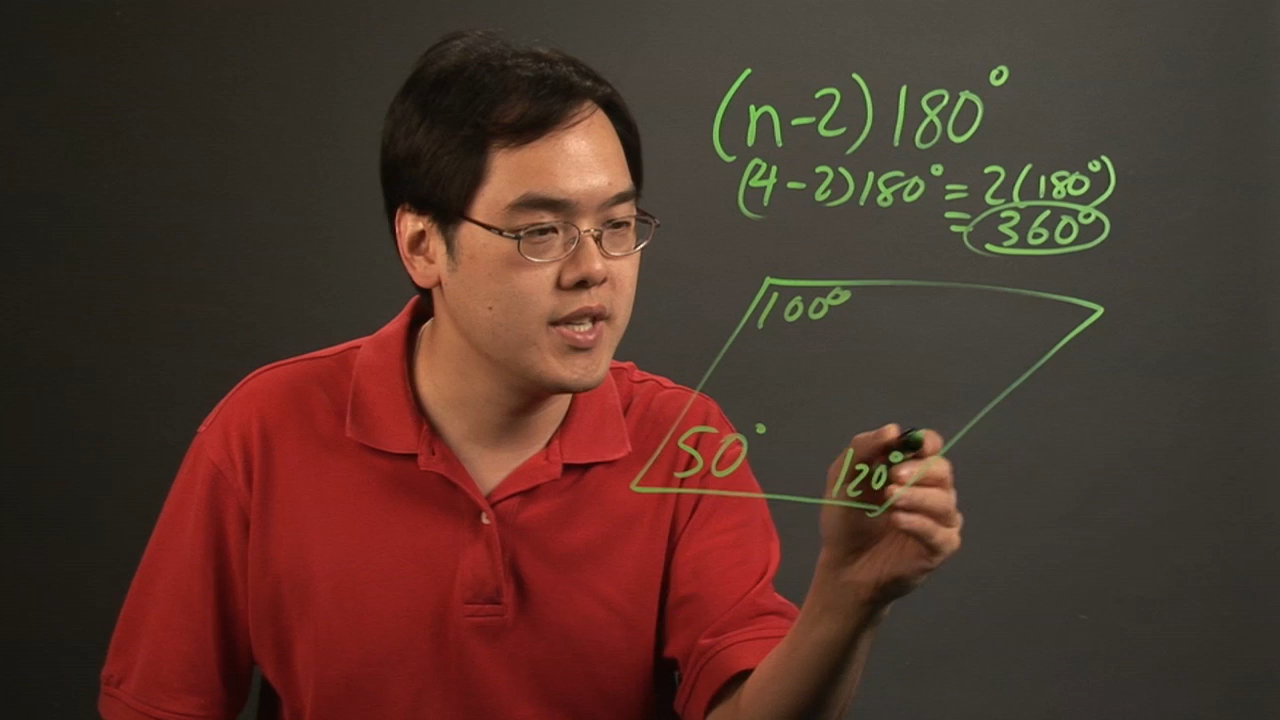 (n-2)180°
(4-2)180° = 2(180°)
= 360°
100°
50°
120°